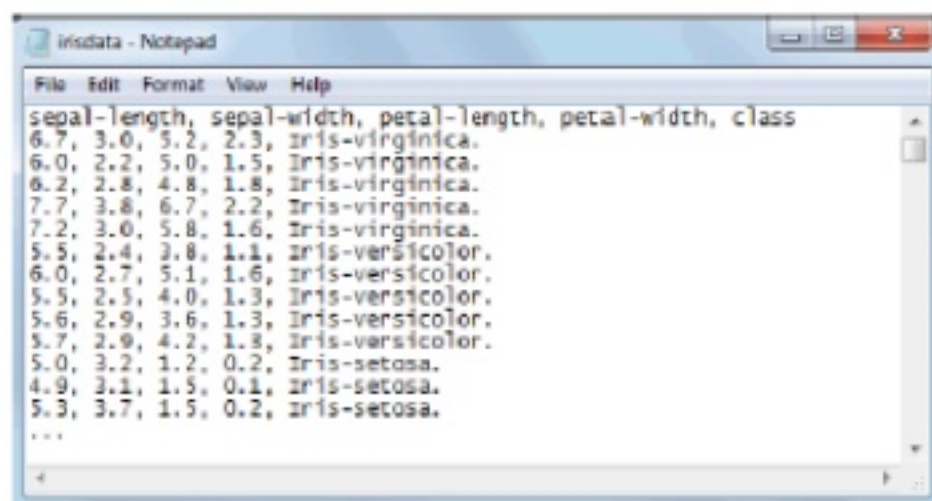 irisdata - Notepad
File Edit Format View Help
sepal-length, sepal-width, petal-length, petal-width, class
6.7, 3.0, 5.2, 2.3, Iris-virginica.
6.0, 2.2, 5.0, 1.5, Iris-virginica.
6.2, 2.8, 4.8, 1.8, Iris-virginica.
7.7, 3.8, 6.7, 2.2, Iris-virginica.
7.2, 3.0, 5.8, 1.6, Iris-virginica.
5.5, 2.4, 3.8, 1.1, Iris-versicolor.
6.0, 2.7, 5.1, 1.6, Iris-versicolor.
5.5, 2.5, 4.0, 1.3, Iris-versicolor.
5.6, 2.9, 3.6, 1.3, Iris-versicolor.
5.7, 2.9, 4.2, 1.3, Iris-versicolor.
5.0, 3.2, 1.2, 0.2, Iris-setosa.
4.9, 3.1, 1.5, 0.1, Iris-setosa.
5.3, 3.7, 1.5, 0.2, Iris-setosa.
...